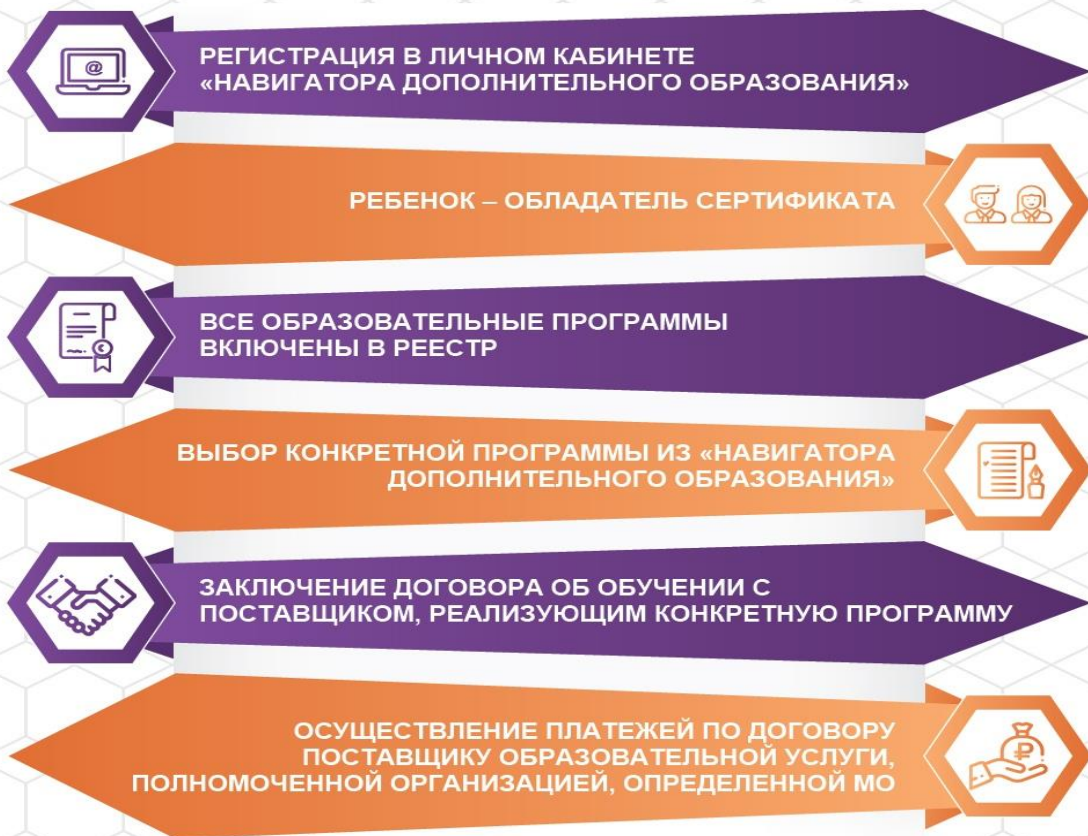 @
РЕГИСТРАЦИЯ В ЛИЧНОМ КАБИНЕТЕ
«НАВИГАТОРА ДОПОЛНИТЕЛЬНОГО ОБРАЗОВАНИЯ»
РЕБЕНОК – ОБЛАДАТЕЛЬ СЕРТИФИКАТА
ВСЕ ОБРАЗОВАТЕЛЬНЫЕ ПРОГРАММЫ
ВКЛЮЧЕНЫ В РЕЕСТР
ВЫБОР КОНКРЕТНОЙ ПРОГРАММЫ ИЗ «НАВИГАТОРА
ДОПОЛНИТЕЛЬНОГО ОБРАЗОВАНИЯ»
ЗАКЛЮЧЕНИЕ ДОГОВОРА ОБ ОБУЧЕНИИ С
ПОСТАВЩИКОМ, РЕАЛИЗУЮЩИМ КОНКРЕТНУЮ ПРОГРАММУ
ОСУЩЕСТВЛЕНИЕ ПЛАТЕЖЕЙ ПО ДОГОВОРУ
ПОСТАВЩИКУ ОБРАЗОВАТЕЛЬНОЙ УСЛУГИ,
ПОЛНОМОЧЕННОЙ ОРГАНИЗАЦИЕЙ, ОПРЕДЕЛЕННОЙ МО
₽